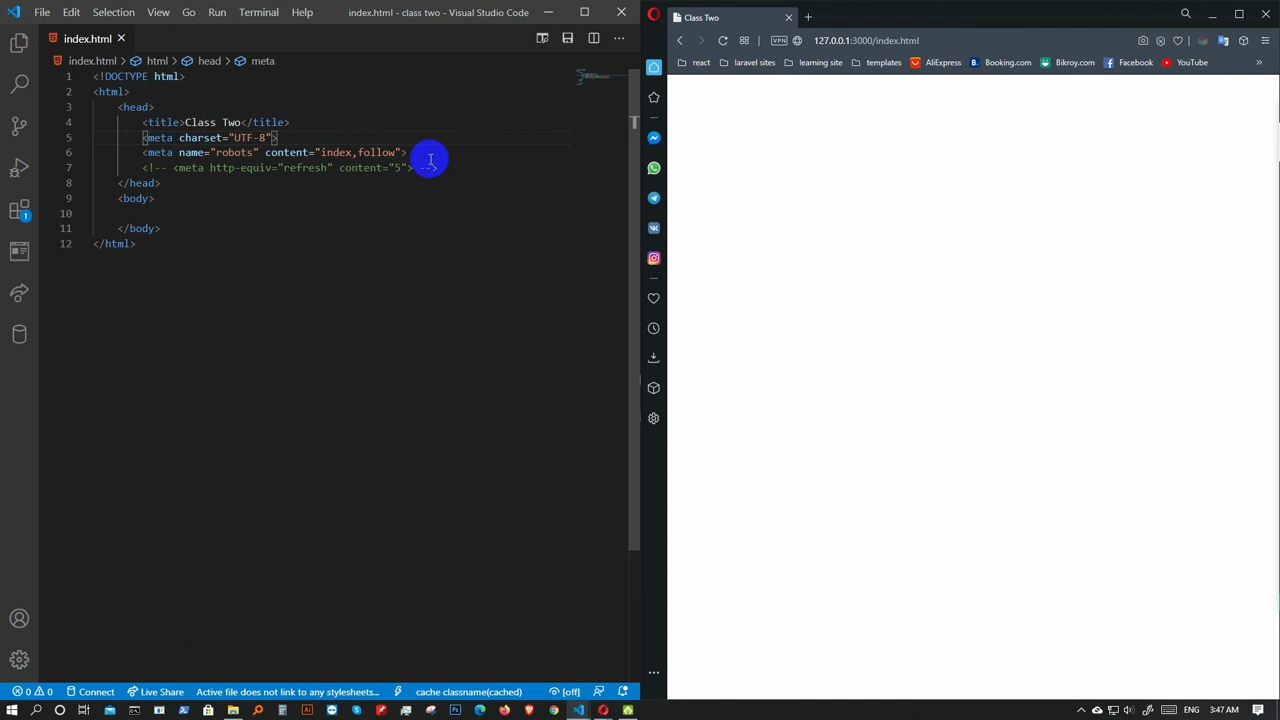 File Edit Selection View Go Run Terminal Help index.html - class two - Visual Studio Code
index.html
index.html > html > head > meta
1 <!DOCTYPE html>
2 <html>
3 <head>
4 <title>Class Two</title>
5 <meta charset="UTF-8">
6 <meta name="robots" content="index,follow">
7 <!-- <meta http-equiv="refresh" content="5"> -->
8 </head>
9 <body>
10
11 </body>
12 </html>
1
0 0 Connect Live Share Active file does not link to any stylesheets... cache classname(cached) [off]
Class Two
VPN 127.0.0.1:3000/index.html
react laravel sites learning site templates AliExpress B. Booking.com Bikroy.com Facebook YouTube »
ENG 3:47 AM